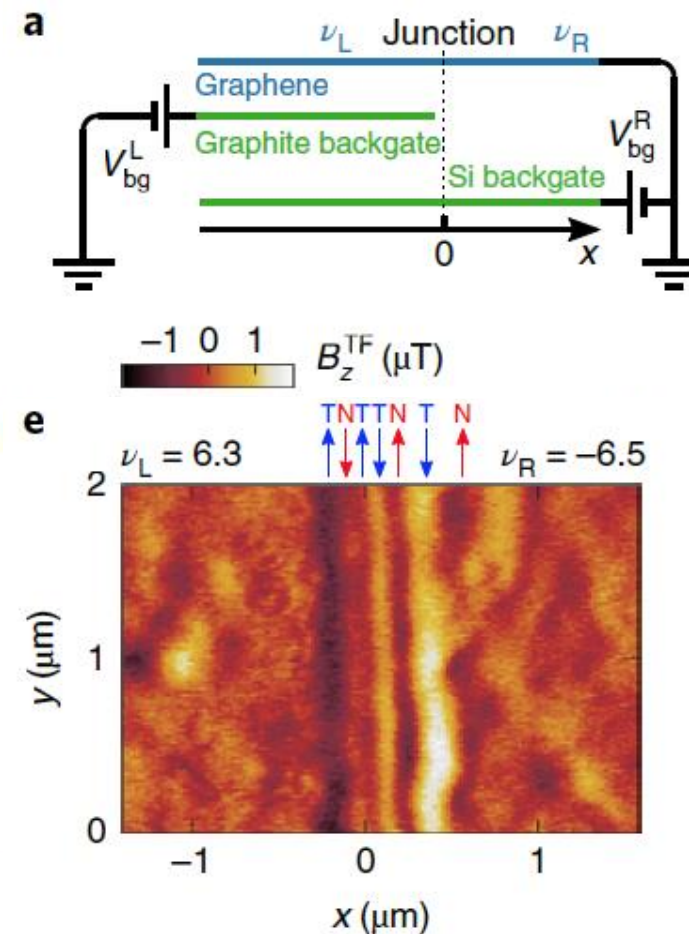 a
ν_L Junction ν_R
Graphene
V_bg^L Graphite backgate V_bg^R
Si backgate
0 x
−1 0 1 B_z^TF (μT)
e
T N T T N T N
ν_L = 6.3 ν_R = −6.5
2
1
0
y (μm)
−1 0 1
x (μm)